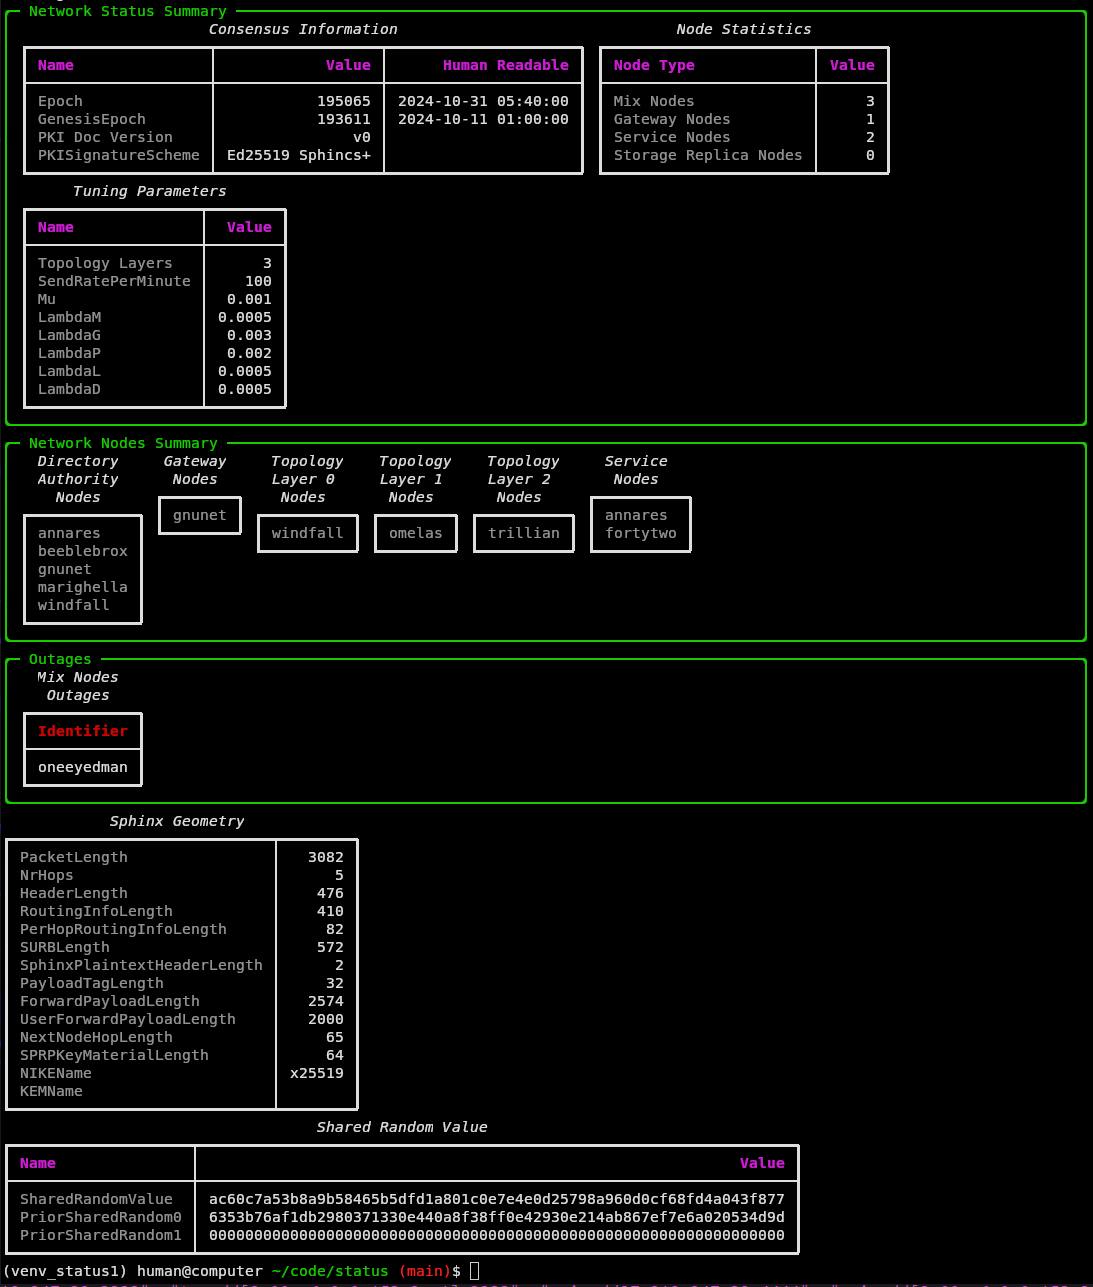 Network Status Summary
Consensus Information
Name Value Human Readable
Epoch 195065 2024-10-31 05:40:00
GenesisEpoch 193611 2024-10-11 01:00:00
PKI Doc Version v0
PKISignatureScheme Ed25519 Sphincs+
Node Statistics
Node Type Value
Mix Nodes 3
Gateway Nodes 1
Service Nodes 2
Storage Replica Nodes 0
Tuning Parameters
Name Value
Topology Layers 3
SendRatePerMinute 100
Mu 0.001
LambdaM 0.0005
LambdaG 0.003
LambdaP 0.002
LambdaL 0.0005
LambdaD 0.0005
Network Nodes Summary
Directory
Authority
Nodes
annares
beeblebrox
gnunet
marighella
windfall
Gateway
Nodes
gnunet
Topology
Layer 0
Nodes
windfall
Topology
Layer 1
Nodes
omelas
Topology
Layer 2
Nodes
trillian
Service
Nodes
annares
fortytwo
Outages
Mix Nodes
Outages
Identifier
oneeyedman
Sphinx Geometry
PacketLength 3082
NrHops 5
HeaderLength 476
RoutingInfoLength 410
PerHopRoutingInfoLength 82
SURBLength 572
SphinxPlaintextHeaderLength 2
PayloadTagLength 32
ForwardPayloadLength 2574
UserForwardPayloadLength 2000
NextNodeHopLength 65
SPRPKeyMaterialLength 64
NIKEName x25519
KEMName
Shared Random Value
Name Value
SharedRandomValue ac60c7a53b8a9b58465b5dfd1a801c0e7e4e0d25798a960d0cf68fd4a043f877
PriorSharedRandom0 6353b76af1db2980371330e440a8f38ff0e42930e214ab867ef7e6a020534d9d
PriorSharedRandom1 0000000000000000000000000000000000000000000000000000000000000000
(venv_status1) human@computer ~/code/status (main)$